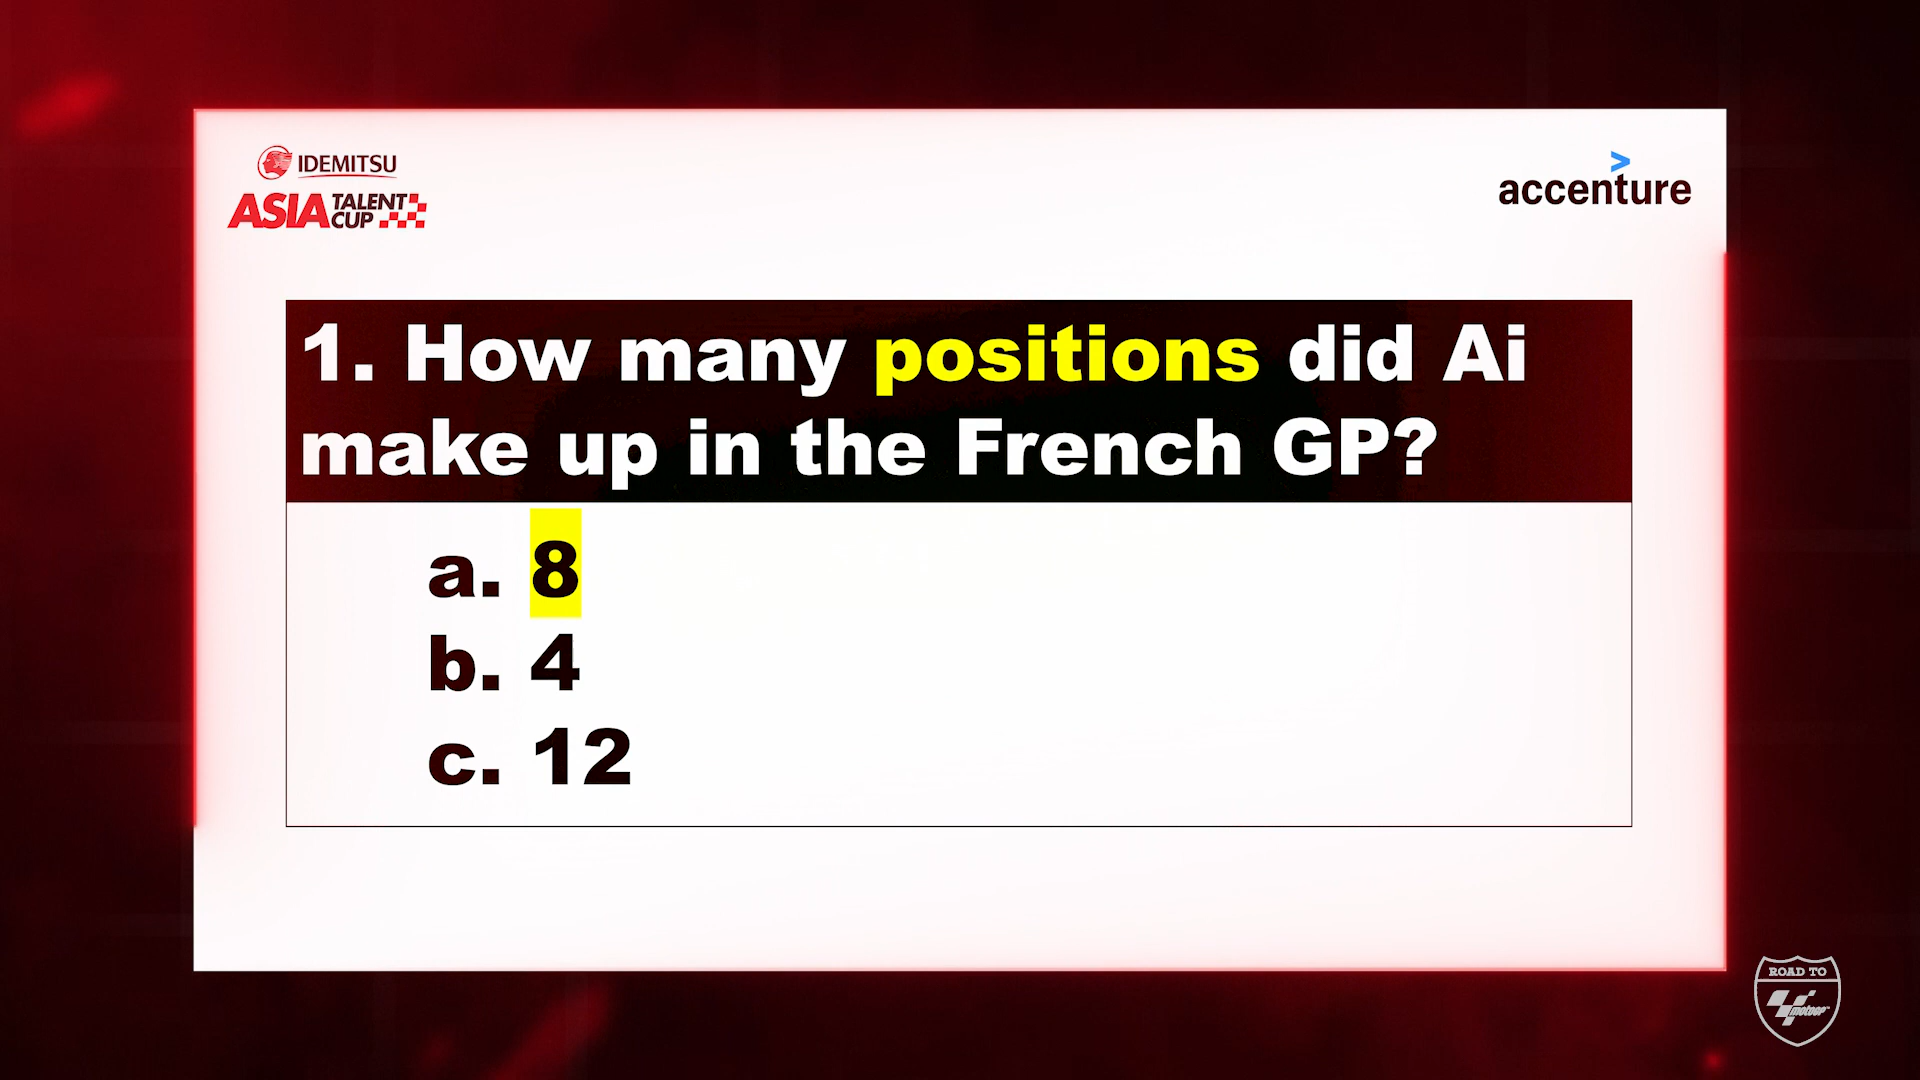 IDEMITSU
ASIA TALENT CUP
accenture
1. How many positions did Ai
make up in the French GP?
a. 8
b. 4
c. 12
ROAD TO
MotoGP™